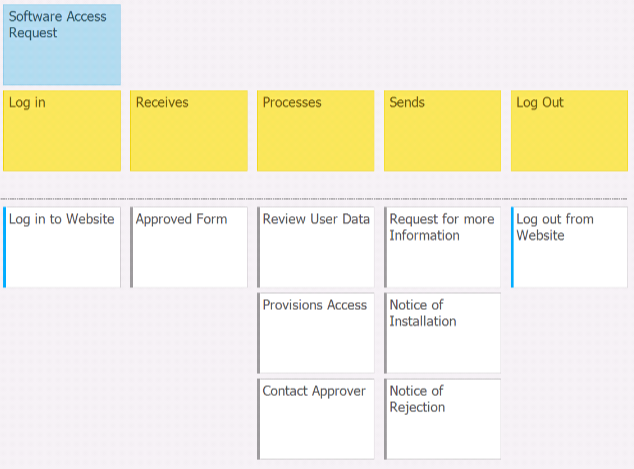 Software Access
Request
Log in
Receives
Processes
Sends
Log Out
Log in to Website
Approved Form
Review User Data
Request for more
Information
Log out from
Website
Provisions Access
Notice of
Installation
Contact Approver
Notice of
Rejection